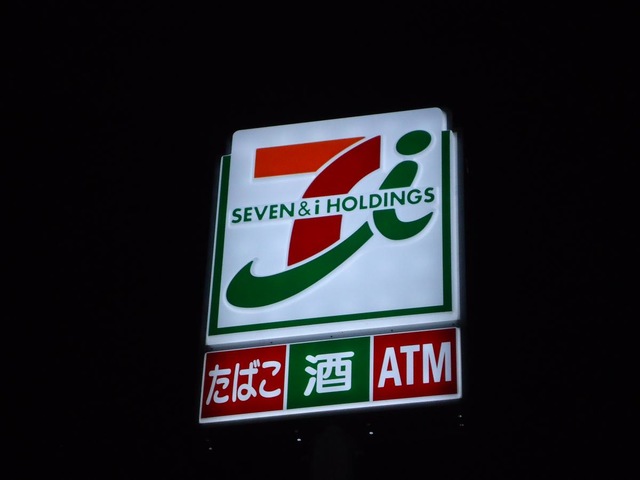 SEVEN & i HOLDINGS
たばこ 酒 ATM